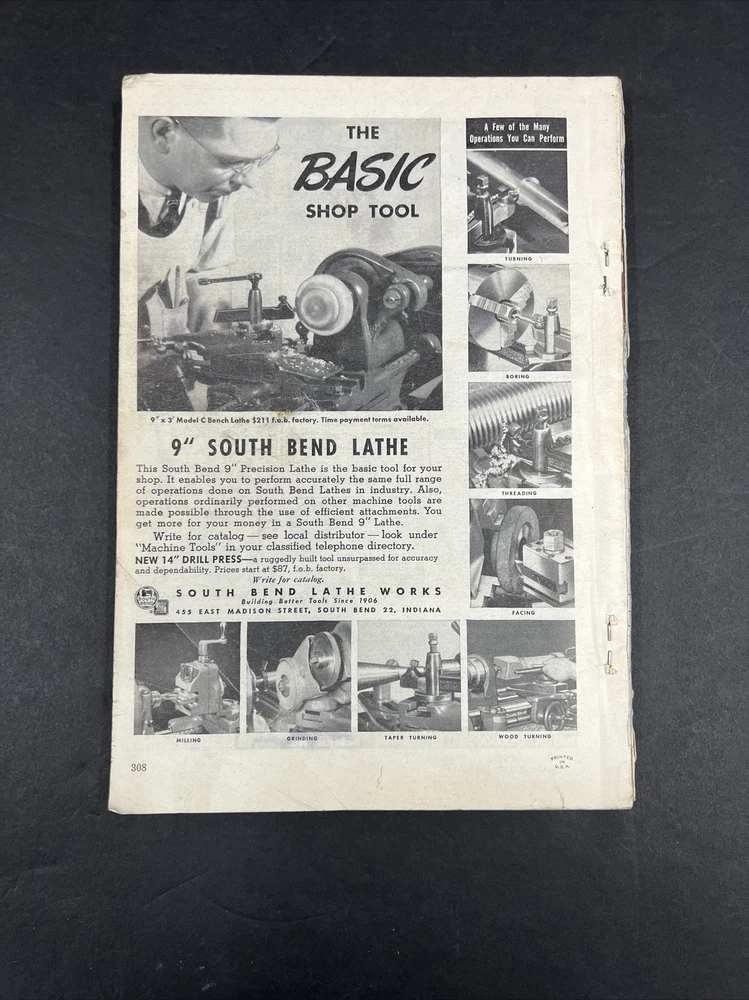 THE
BASIC
SHOP TOOL
9" x 3' Model C Bench Lathe $211 f.o.b. factory. Time payment terms available.
9" SOUTH BEND LATHE
This South Bend 9" Precision Lathe is the basic tool for your
shop. It enables you to perform accurately the same full range
of operations done on South Bend Lathes in industry. Also,
operations ordinarily performed on other machine tools are
made possible through the use of efficient attachments. You
get more for your money in a South Bend 9" Lathe.
Write for catalog — see local distributor — look under
"Machine Tools" in your classified telephone directory.
NEW 14" DRILL PRESS—a ruggedly built tool unsurpassed for accuracy
and dependability. Prices start at $87, f.o.b. factory.
Write for catalog.
SOUTH BEND LATHE WORKS
Building Better Tools Since 1906
455 EAST MADISON STREET, SOUTH BEND 22, INDIANA
SOUTH
BEND
A Few of the Many
Operations You Can Perform
TURNING
BORING
THREADING
FACING
MILLING
GRINDING
TAPER TURNING
WOOD TURNING
308
PRINTED
IN
U.S.A.